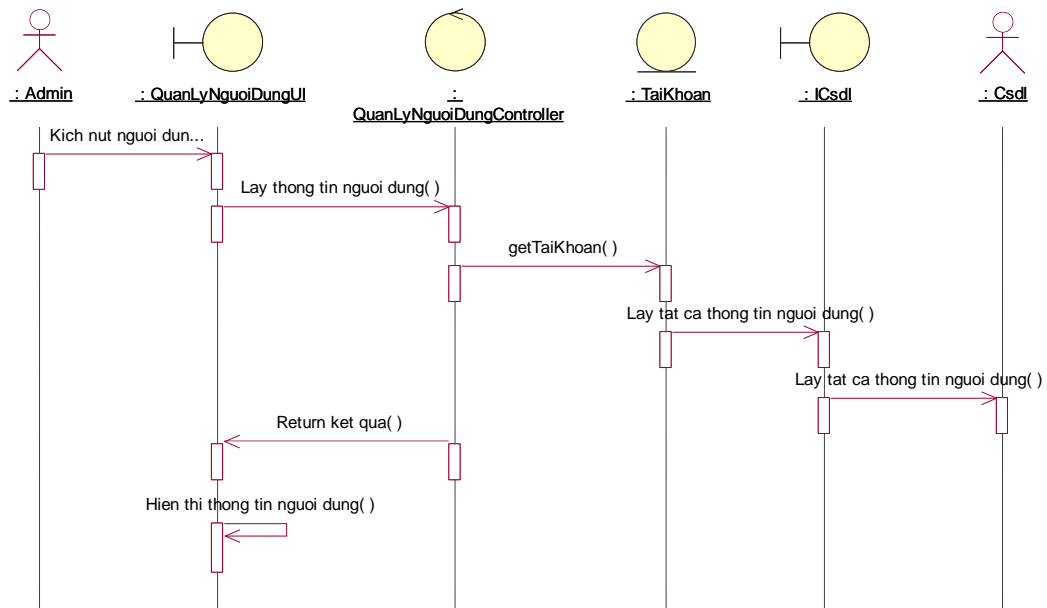 : Admin
: QuanLyNguoiDungUI
:
QuanLyNguoiDungController
: TaiKhoan
: ICsdl
: Csdl
Kich nut nguoi dun...
Lay thong tin nguoi dung( )
getTaiKhoan( )
Lay tat ca thong tin nguoi dung( )
Lay tat ca thong tin nguoi dung( )
Return ket qua( )
Hien thi thong tin nguoi dung( )